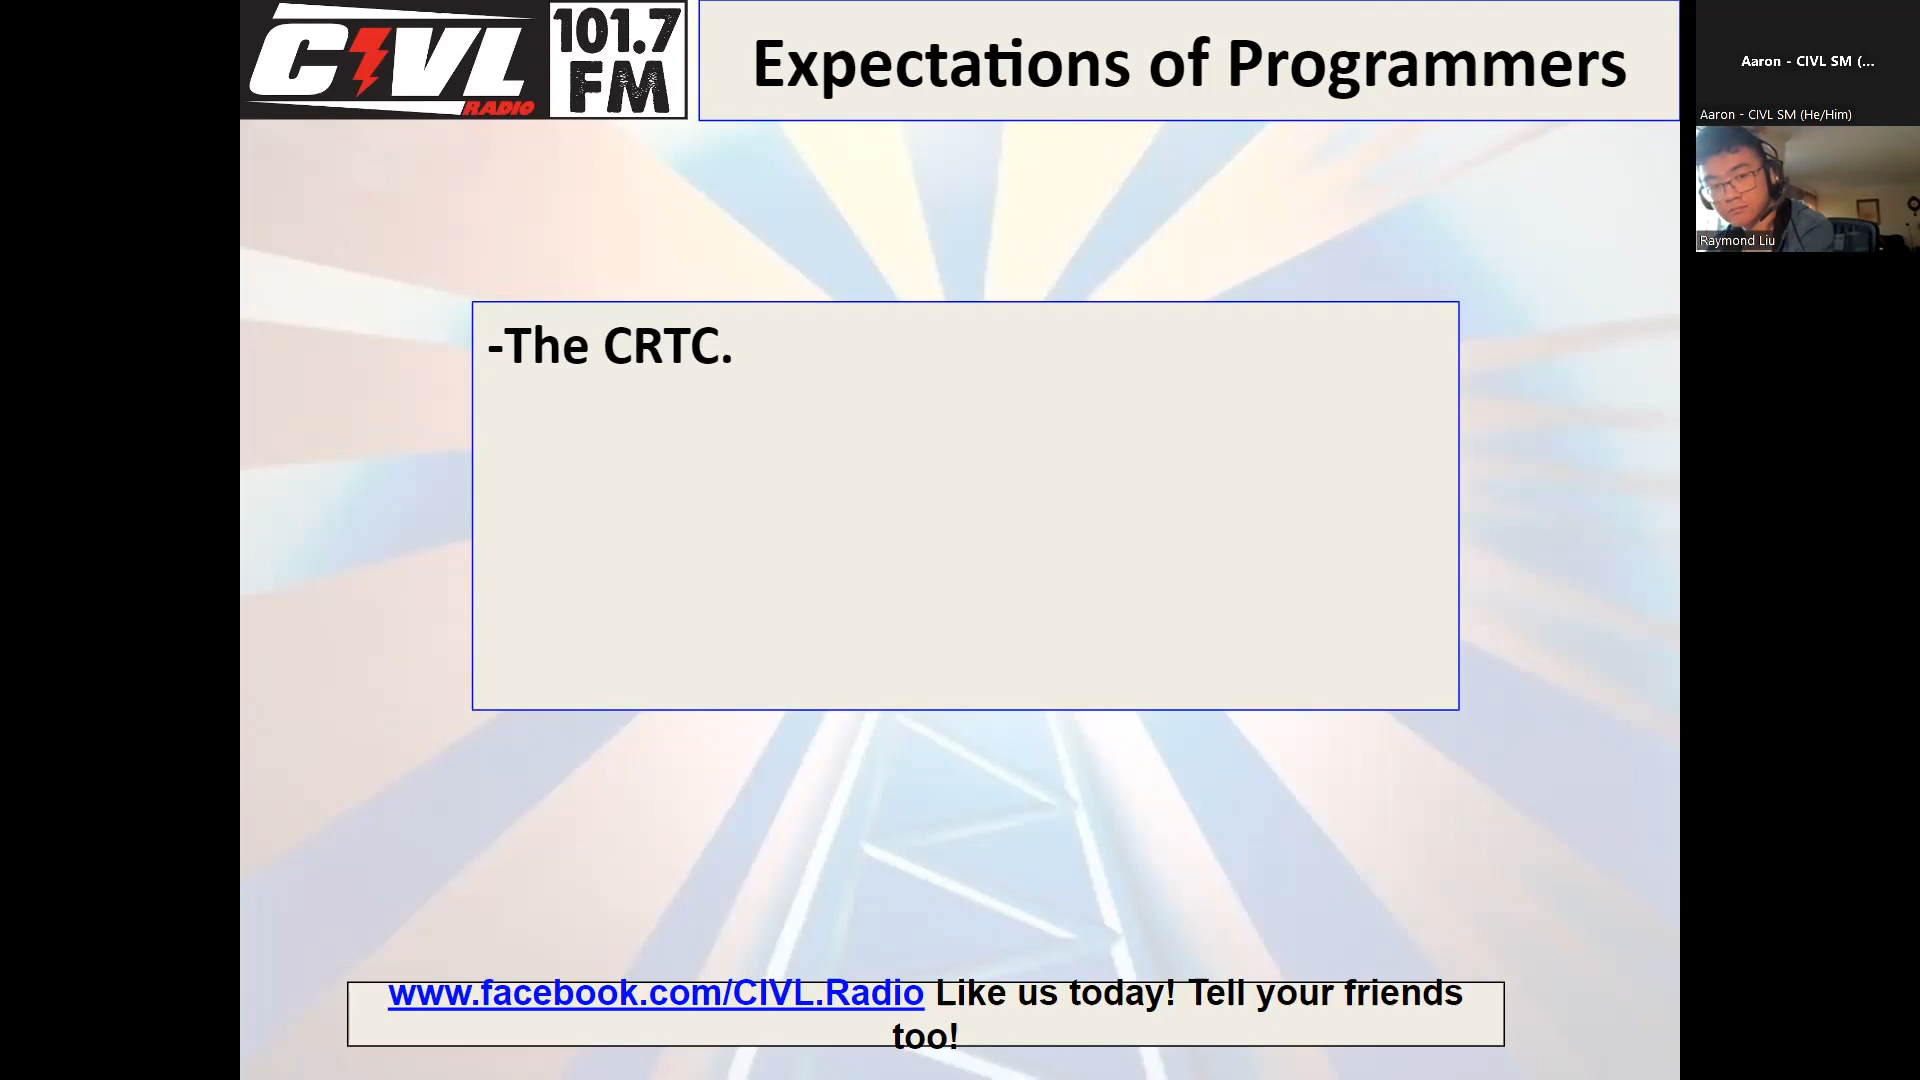 CIVL
RADIO
101.7
FM
Expectations of Programmers
Aaron - CIVL SM (...
Aaron - CIVL SM (He/Him)
Raymond Liu
-The CRTC.
www.facebook.com/CIVL.Radio Like us today! Tell your friends
too!